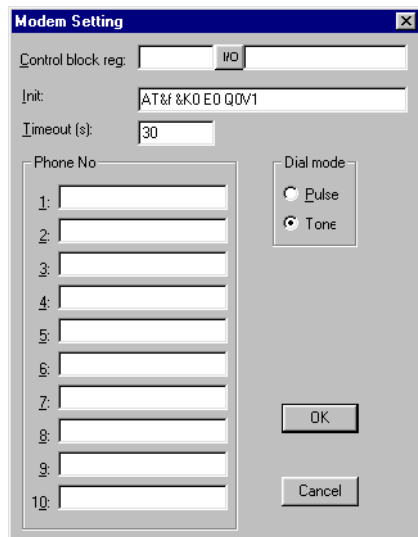 Modem Setting
Control block reg: I/O
Init: AT&f &K0 E0 Q0V1
Timeout (s): 30
Phone No
1:
2:
3:
4:
5:
6:
7:
8:
9:
10:
Dial mode
Pulse
Tone
OK
Cancel